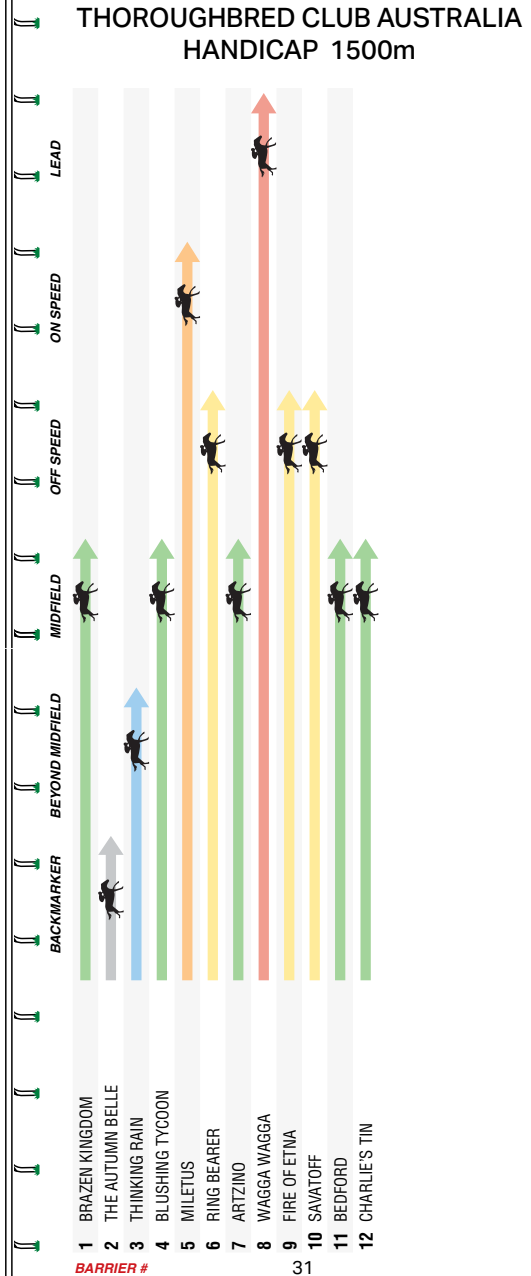 THOROUGHBRED CLUB AUSTRALIA
HANDICAP 1500m
LEAD
ON SPEED
OFF SPEED
MIDFIELD
BEYOND MIDFIELD
BACKMARKER
1 BRAZEN KINGDOM
2 THE AUTUMN BELLE
3 THINKING RAIN
4 BLUSHING TYCOON
5 MILETUS
6 RING BEARER
7 ARTZINO
8 WAGGA WAGGA
9 FIRE OF ETNA
10 SAVATOFF
11 BEDFORD
12 CHARLIE'S TIN
BARRIER #
31